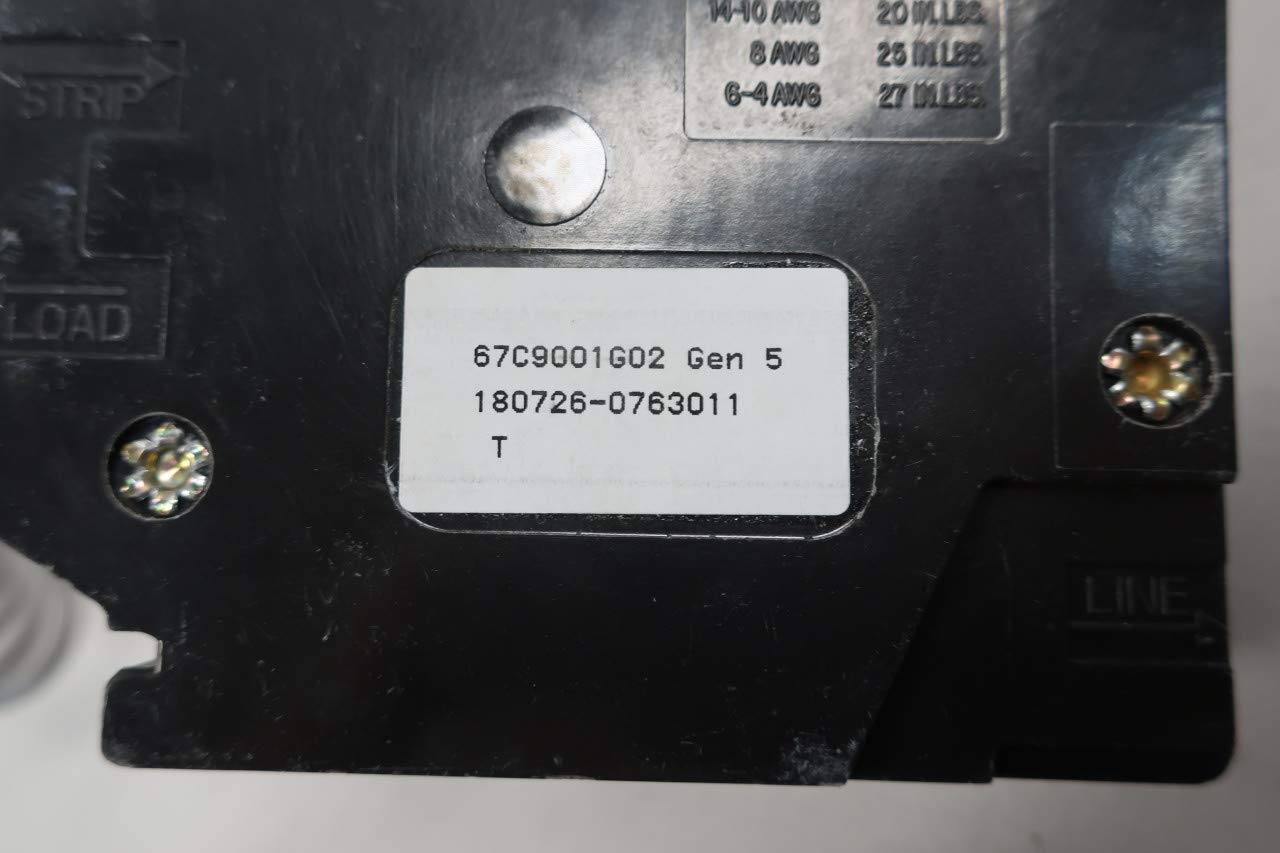 14-10 AWG 20 IN.LBS.
8 AWG 25 IN.LBS.
6-4 AWG 27 IN.LBS.
STRIP
LOAD
67C9001G02 Gen 5
180726-0763011
T
LINE